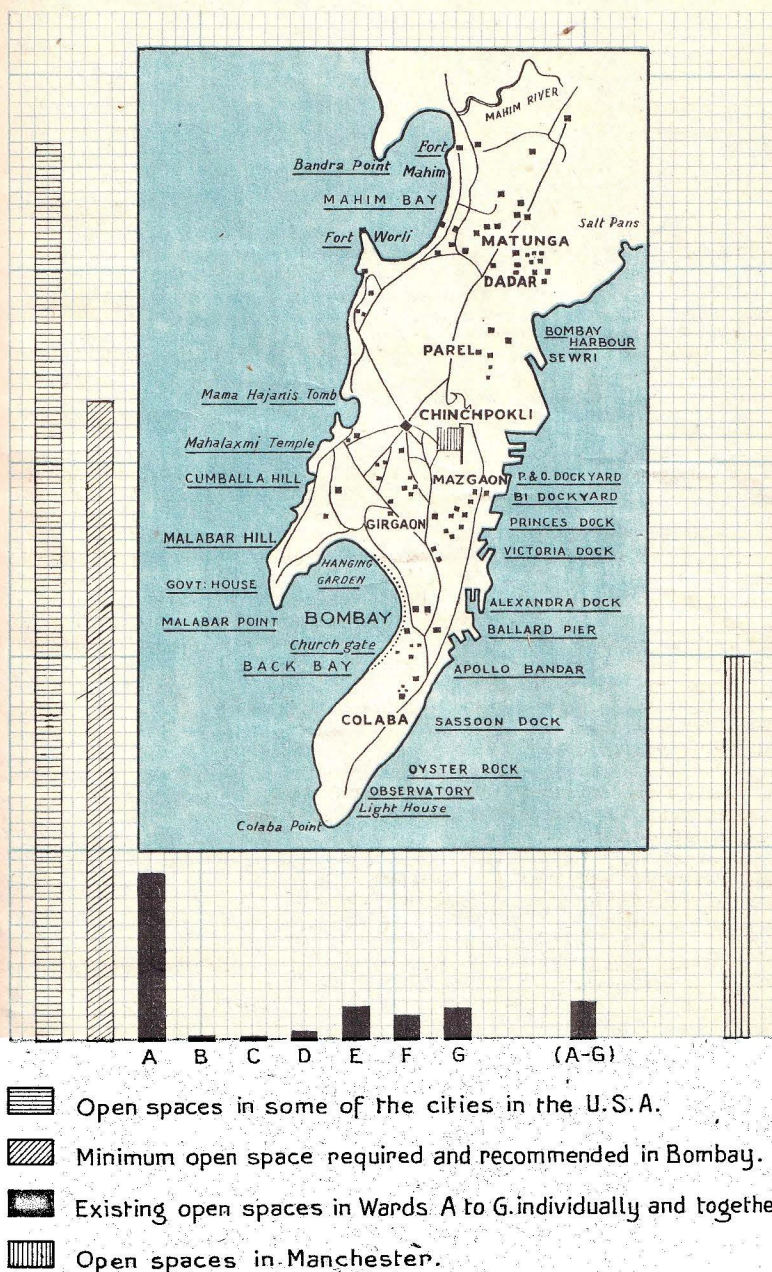 MAHIM RIVER
Fort
Bandra Point
Mahim
MAHIM BAY
Salt Pans
Fort Worli
MATUNGA
DADAR
BOMBAY
HARBOUR
PAREL
SEWRI
Mama Hajanis Tomb
CHINCHPOKLI
Mahalaxmi Temple
CUMBALLA HILL
MAZGAON
P. & O. DOCKYARD
BI DOCKYARD
GIRGAON
PRINCES DOCK
MALABAR HILL
VICTORIA DOCK
HANGING
GARDEN
GOVT: HOUSE
ALEXANDRA DOCK
MALABAR POINT
BOMBAY
BALLARD PIER
Church gate
BACK BAY
APOLLO BANDAR
COLABA
SASSOON DOCK
OYSTER ROCK
OBSERVATORY
Light House
Colaba Point
A B C D E F G (A-G)
Open spaces in some of the cities in the U.S.A.
Minimum open space required and recommended in Bombay.
Existing open spaces in Wards A to G. individually and togethe
Open spaces in Manchester.